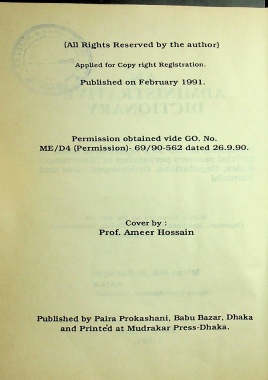 (All Rights Reserved by the author)
Applied for Copy right Registration.
Published on February 1991.
Permission obtained vide GO. No.
ME/D4 (Permission)- 69/90-562 dated 26.9.90.
Cover by :
Prof. Ameer Hossain
Published by Paira Prokashani, Babu Bazar, Dhaka
and Printed at Mudrakar Press-Dhaka.